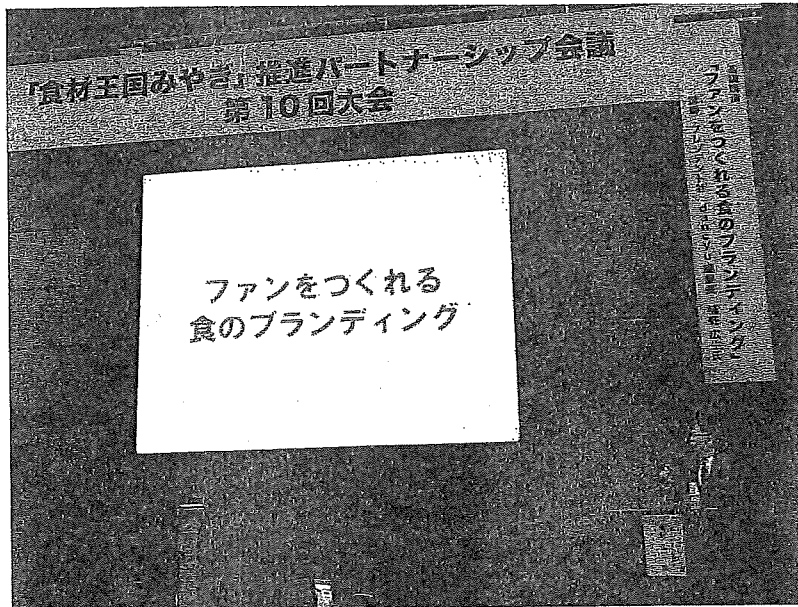 「食材王国みやぎ」推進パートナーシップ会議
第10回大会
ファンをつくれる
食のブランディング
「ファンをつくれる食のブランディング」